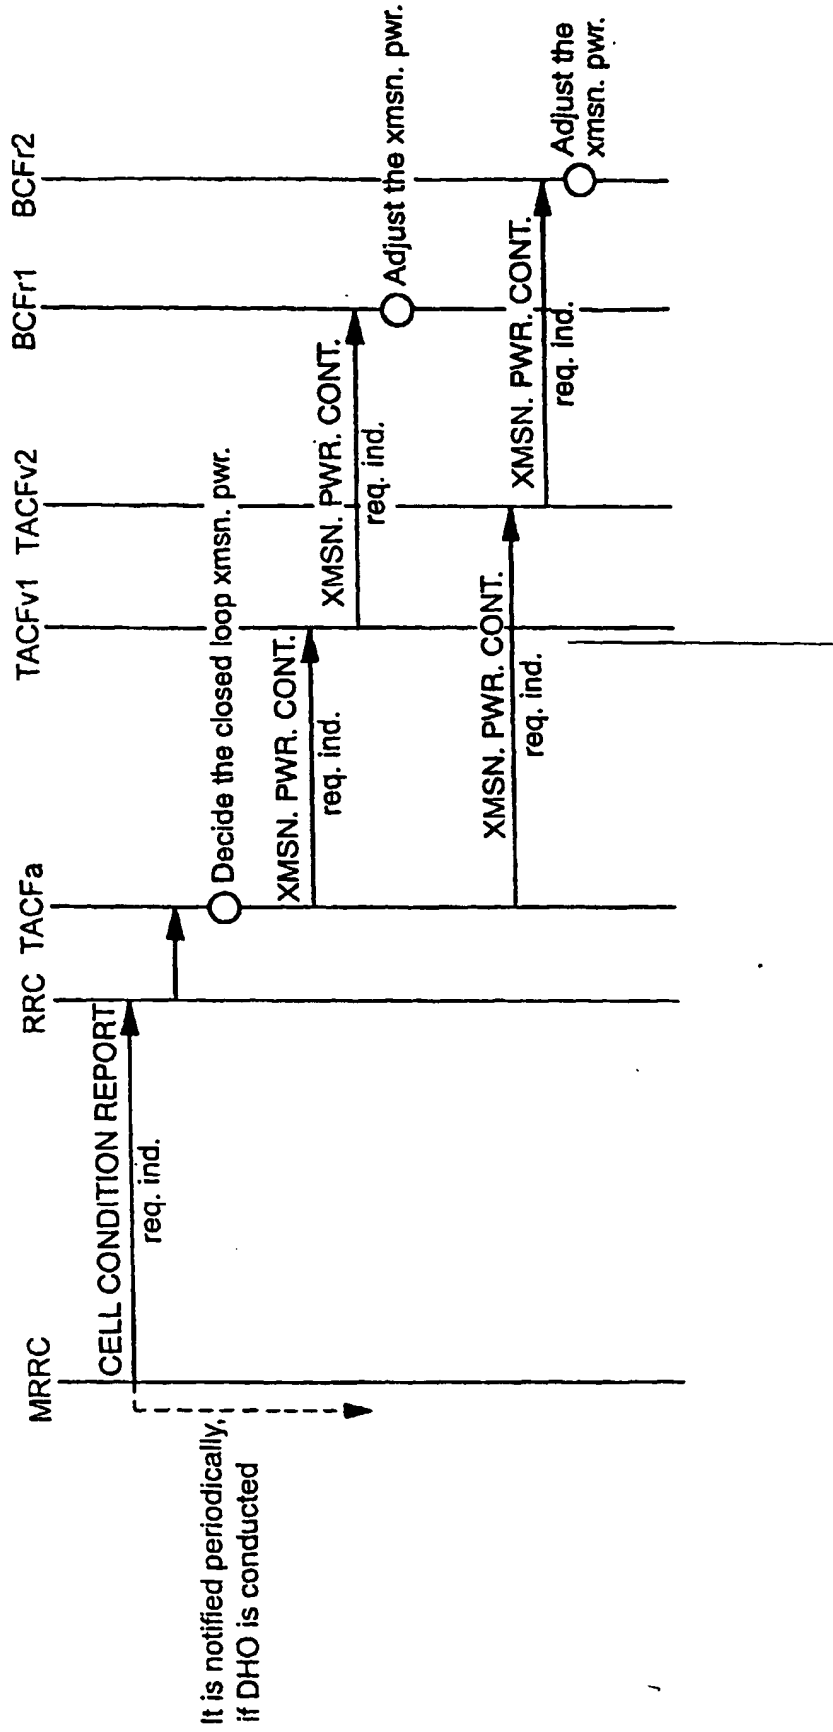 MRRC
RRC
TACFa
TACFv1
TACFv2
BCFr1
BCFr2
CELL CONDITION REPORT
req. ind.
It is notified periodically,
if DHO is conducted
Decide the closed loop xmsn. pwr.
XMSN. PWR. CONT.
req. ind.
XMSN. PWR. CONT.
req. ind.
Adjust the xmsn. pwr.
XMSN. PWR. CONT.
req. ind.
XMSN. PWR. CONT.
req. ind.
Adjust the
xmsn. pwr.